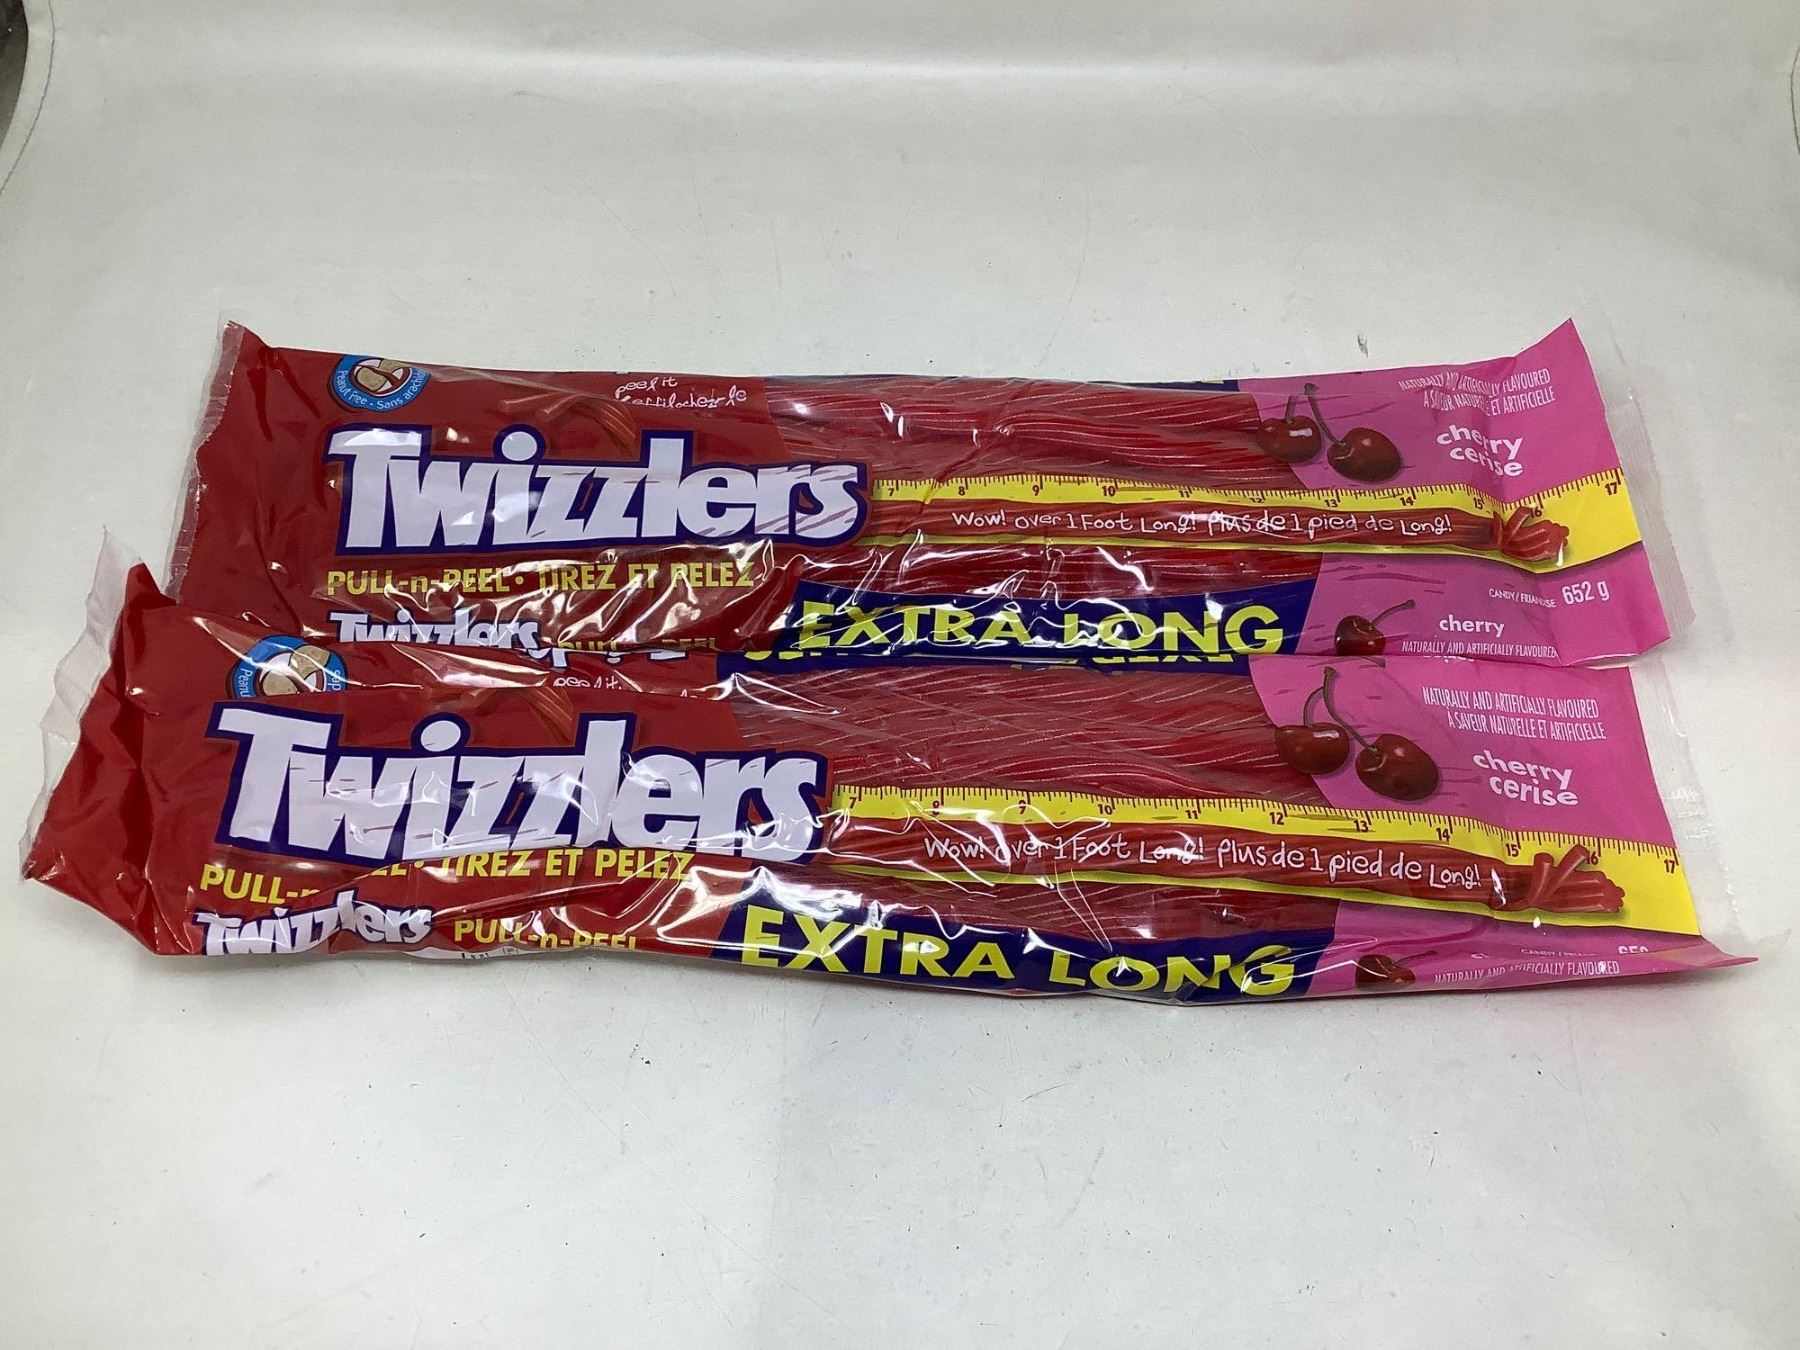 Peanut Free • Sans arachid
peel it
Twizzlers
PULL-n-PEEL • TIREZ ET PELEZ
NATURALLY AND ARTIFICIALLY FLAVOURED
À SAVEUR NATURELLE ET ARTIFICIELLE
cherry
cerise
7 8 9 10 11 12 13 14 15 16 17
Wow! Over 1 Foot Long! Plus de 1 pied de Long!
CANDY / FRIANDISE 652 g
EXTRA LONG
cherry
NATURALLY AND ARTIFICIALLY FLAVOURED
Twizzlers
Peanu
peel it
Twizzlers
PULL- TIREZ ET PELEZ
NATURALLY AND ARTIFICIALLY FLAVOURED
À SAVEUR NATURELLE ET ARTIFICIELLE
cherry
cerise
7 8 9 10 11 12 13 14 15 16 17
Wow! Over 1 Foot Long! Plus de 1 pied de Long!
Twizzlers PULL-n-PEEL
EXTRA LONG
NATURALLY AND ARTIFICIALLY FLAVOURED